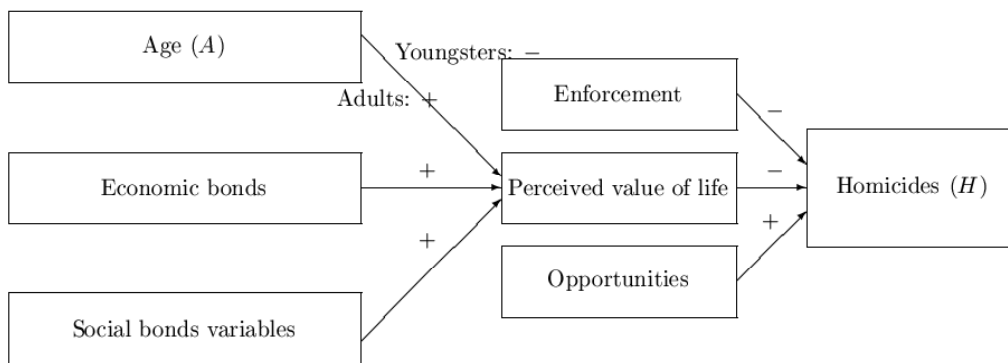 Age (A)
Youngsters: −
Adults: +
Enforcement
−
Economic bonds
+
Perceived value of life
−
Homicides (H)
+
+
Opportunities
Social bonds variables